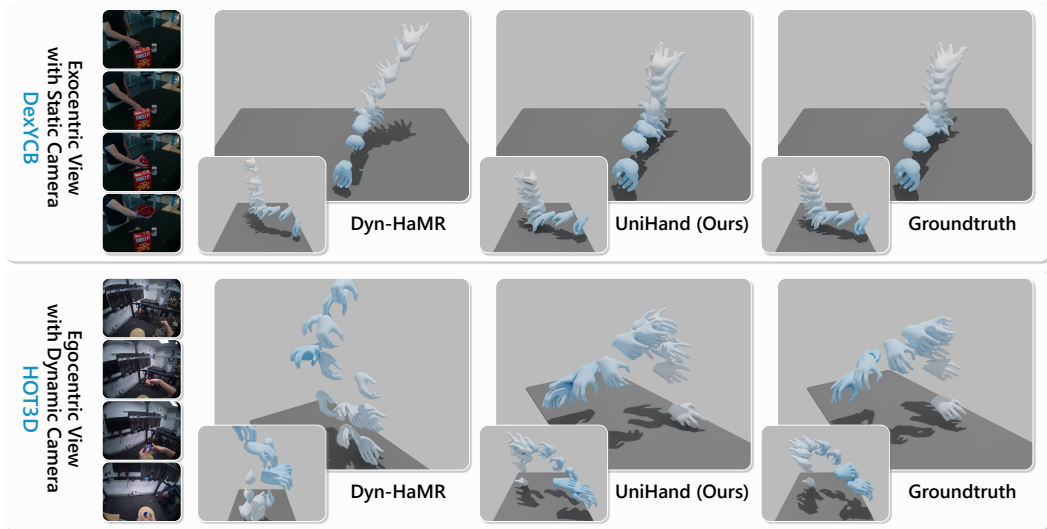 Exocentric View
with Static Camera
DexYCB
Dyn-HaMR
UniHand (Ours)
Groundtruth
Egocentric View
with Dynamic Camera
HOT3D
Dyn-HaMR
UniHand (Ours)
Groundtruth